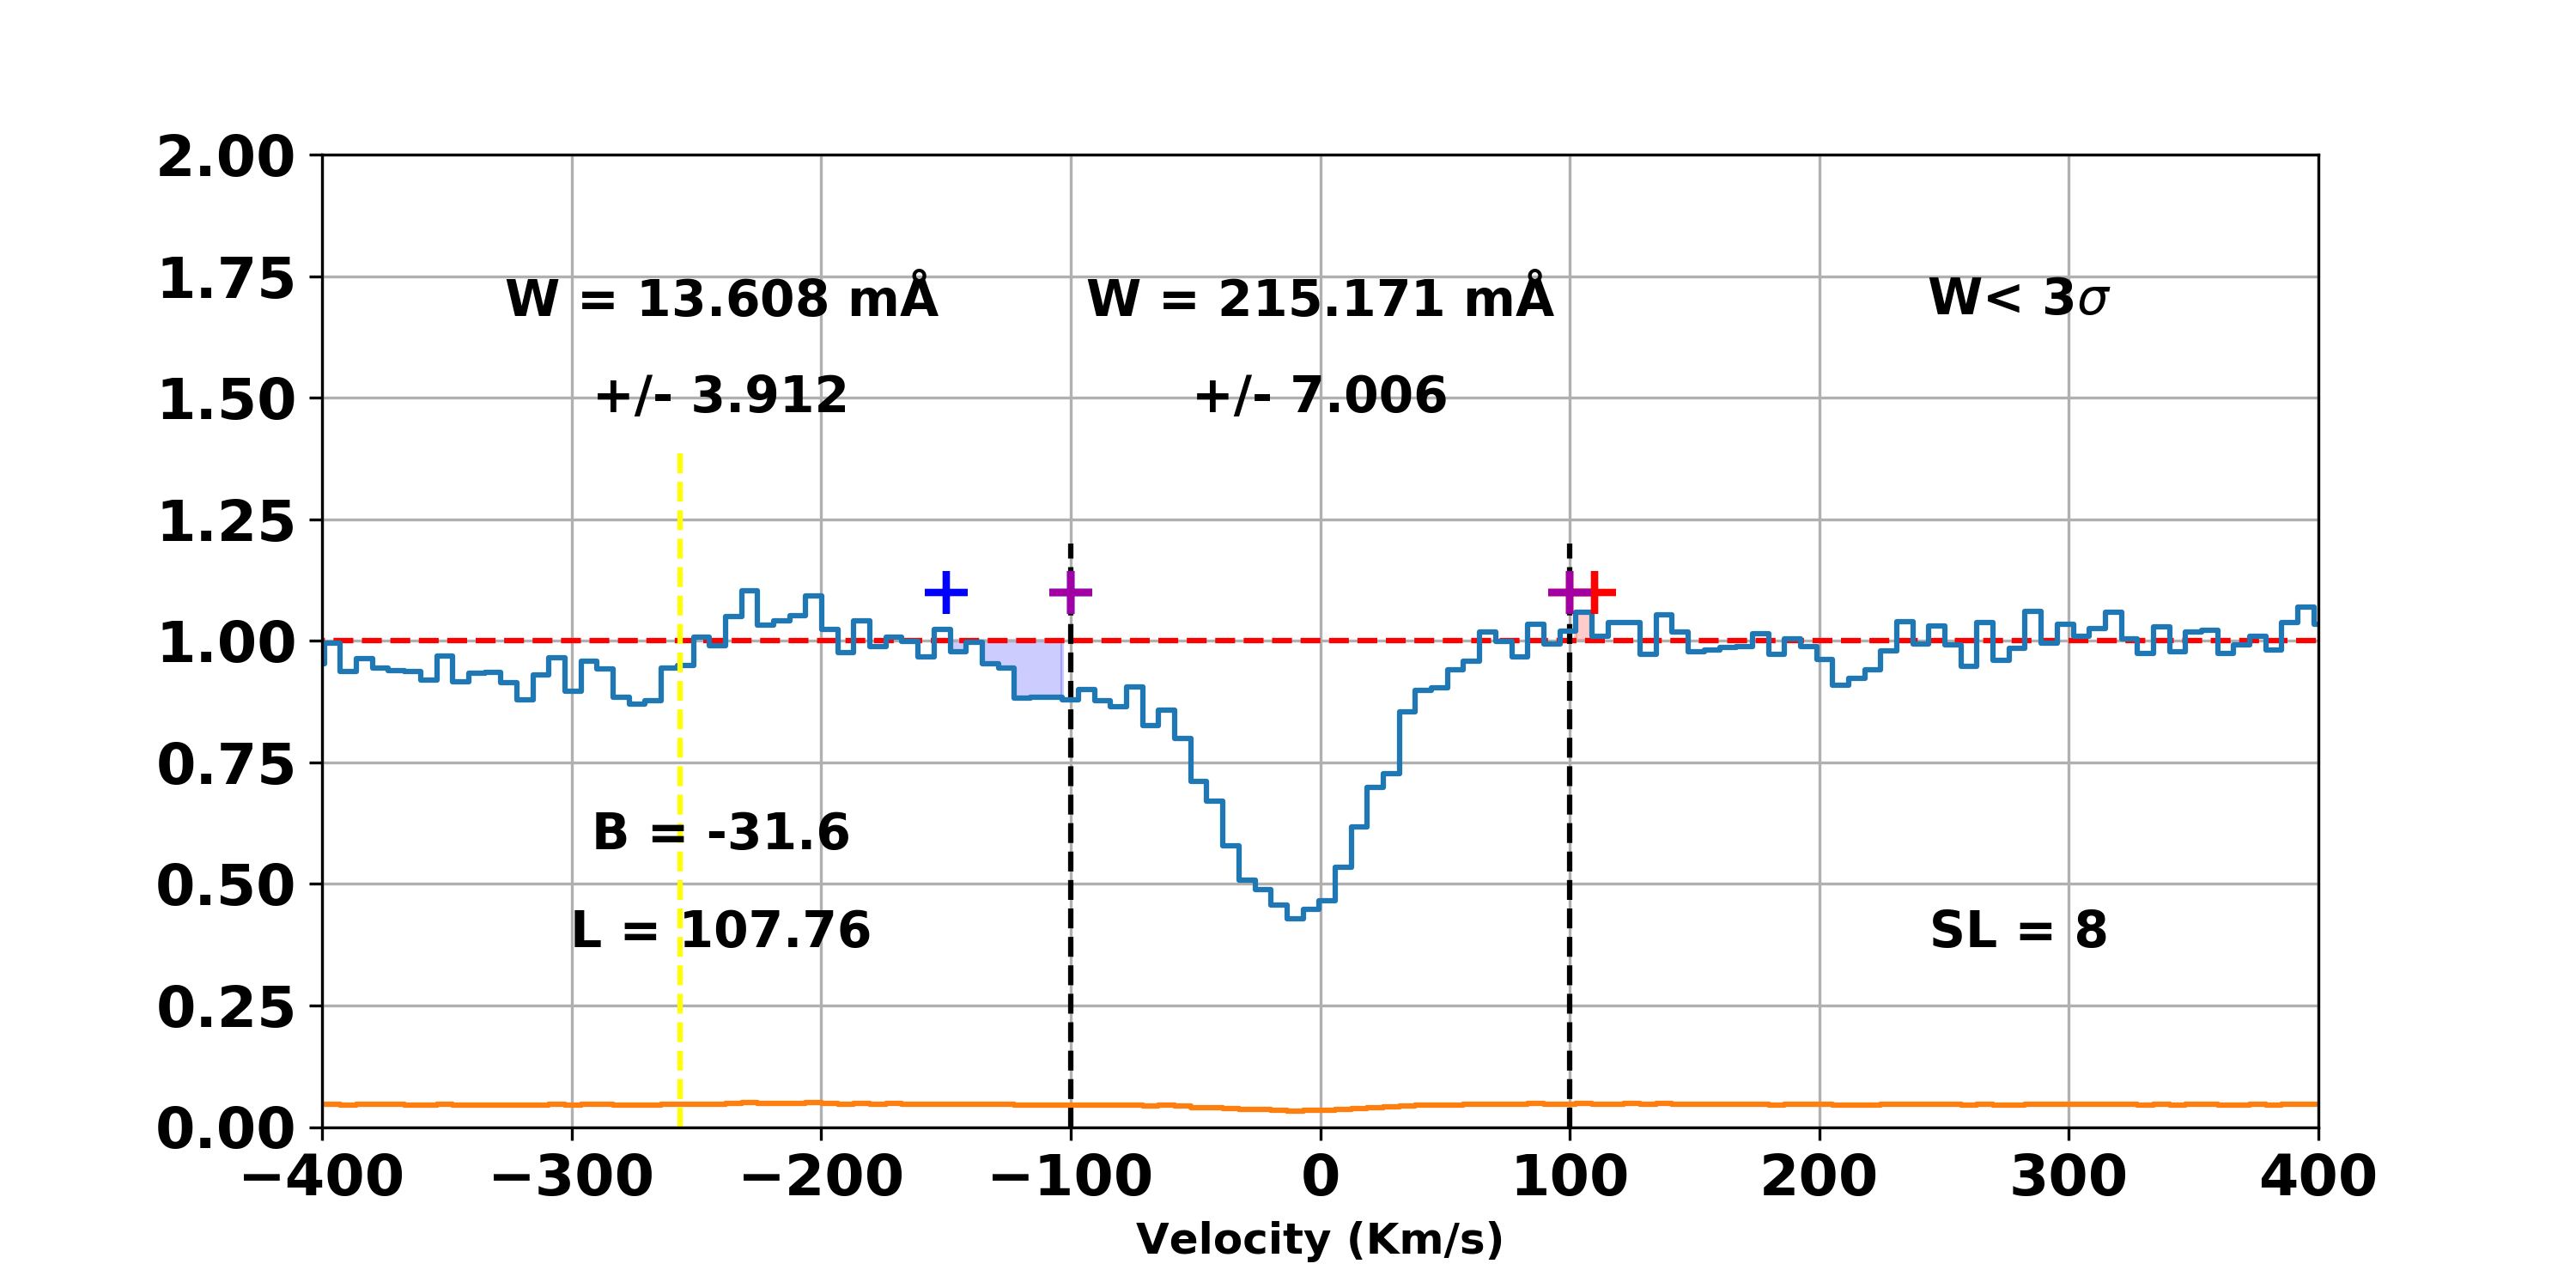 2.00
1.75
1.50
1.25
1.00
0.75
0.50
0.25
0.00
W = 13.608 mÅ
+/- 3.912
W = 215.171 mÅ
+/- 7.006
W< 3σ
B = -31.6
L = 107.76
SL = 8
−400 −300 −200 −100 0 100 200 300 400
Velocity (Km/s)